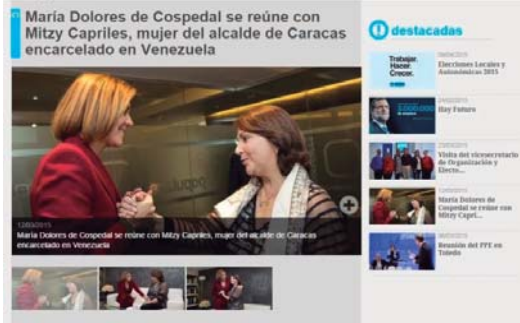 María Dolores de Cospedal se reúne con
Mitzy Capriles, mujer del alcalde de Caracas
encarcelado en Venezuela
12/03/2015
María Dolores de Cospedal se reúne con Mitzy Capriles, mujer del alcalde de Caracas
encarcelado en Venezuela
destacadas
Trabajar.
Hacer.
Crecer.
Elecciones Locales y
Autonómicas 2015
Hay Futuro
Visita del vicesecretario
de Organización y
Electo...
María Dolores de
Cospedal se reúne con
Mitzy Capri...
Reunión del PPE en
Toledo